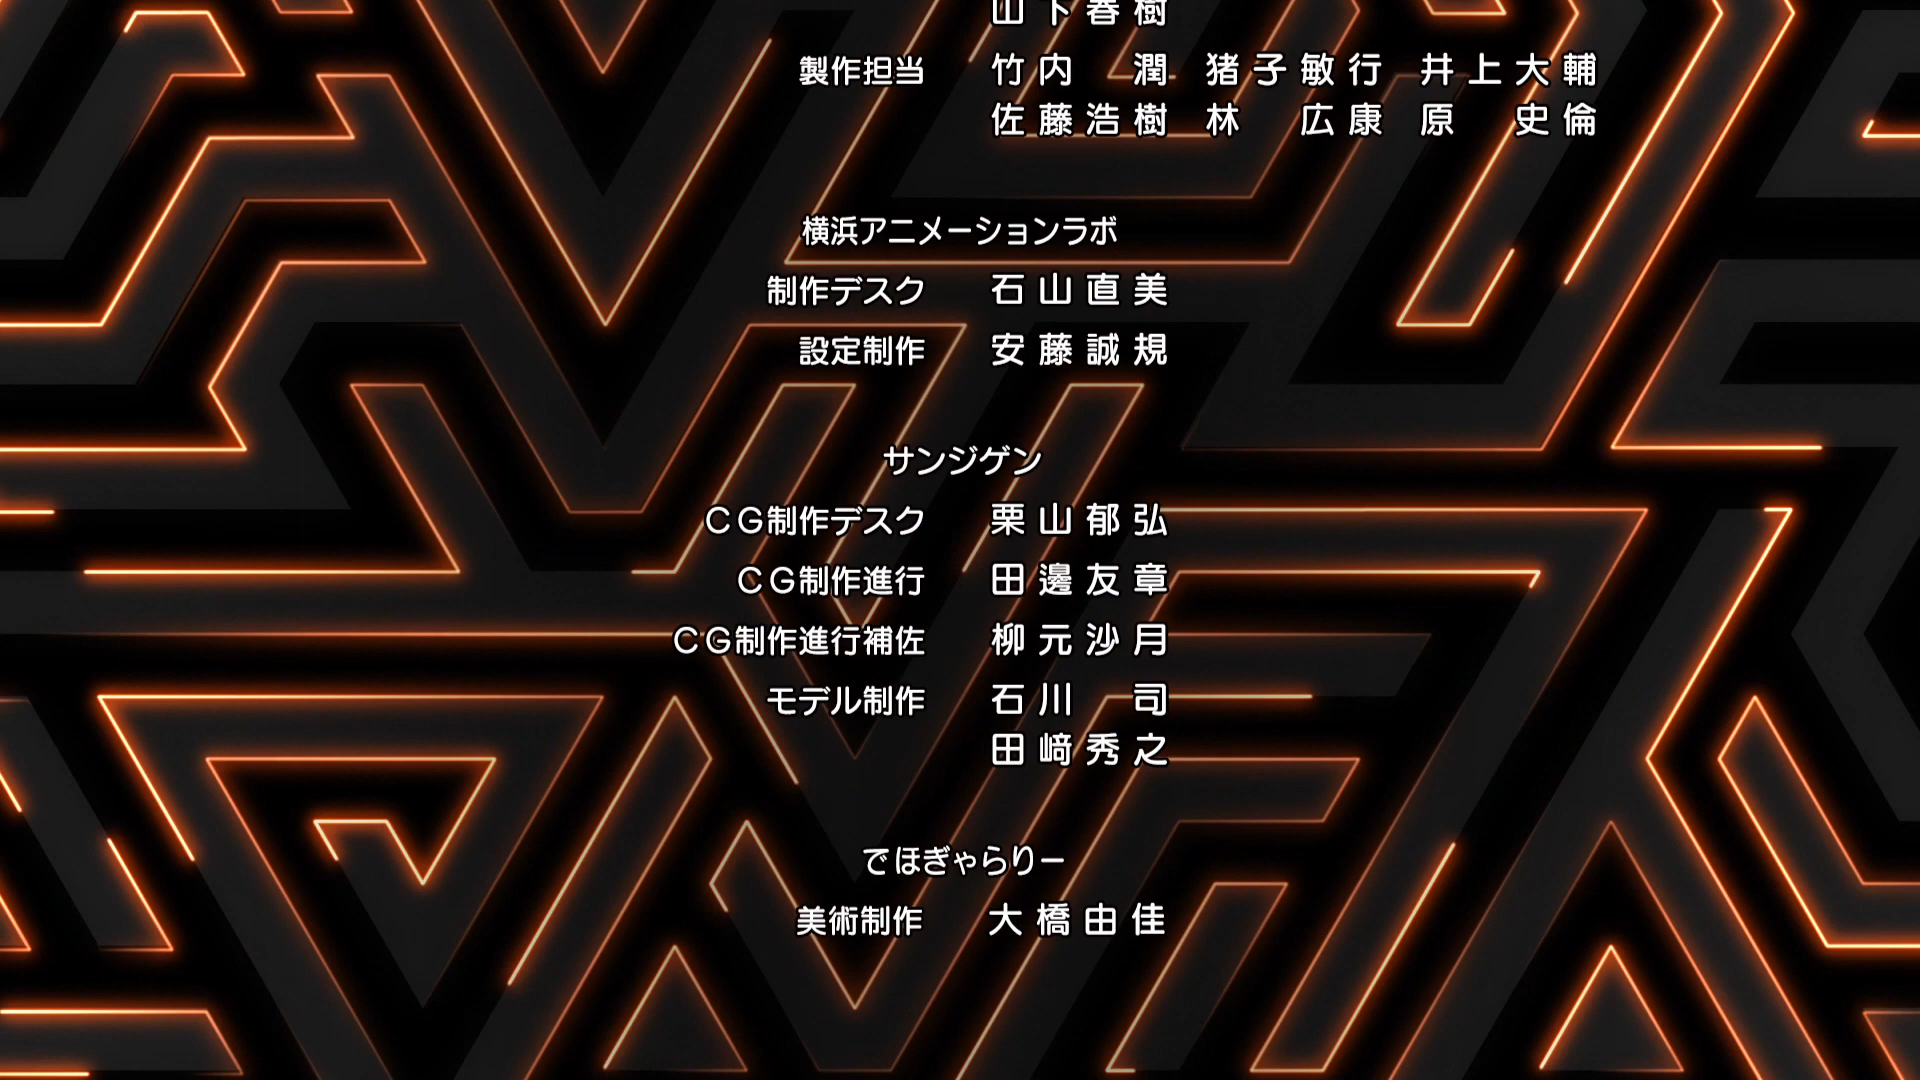 山下春樹
製作担当 竹内 潤 猪子敏行 井上大輔
佐藤浩樹 林 広康 原 史倫
横浜アニメーションラボ
制作デスク 石山直美
設定制作 安藤誠規
サンジゲン
ＣＧ制作デスク 栗山郁弘
ＣＧ制作進行 田邊友章
ＣＧ制作進行補佐 柳元沙月
モデル制作 石川 司
田﨑秀之
でほぎゃらりー
美術制作 大橋由佳